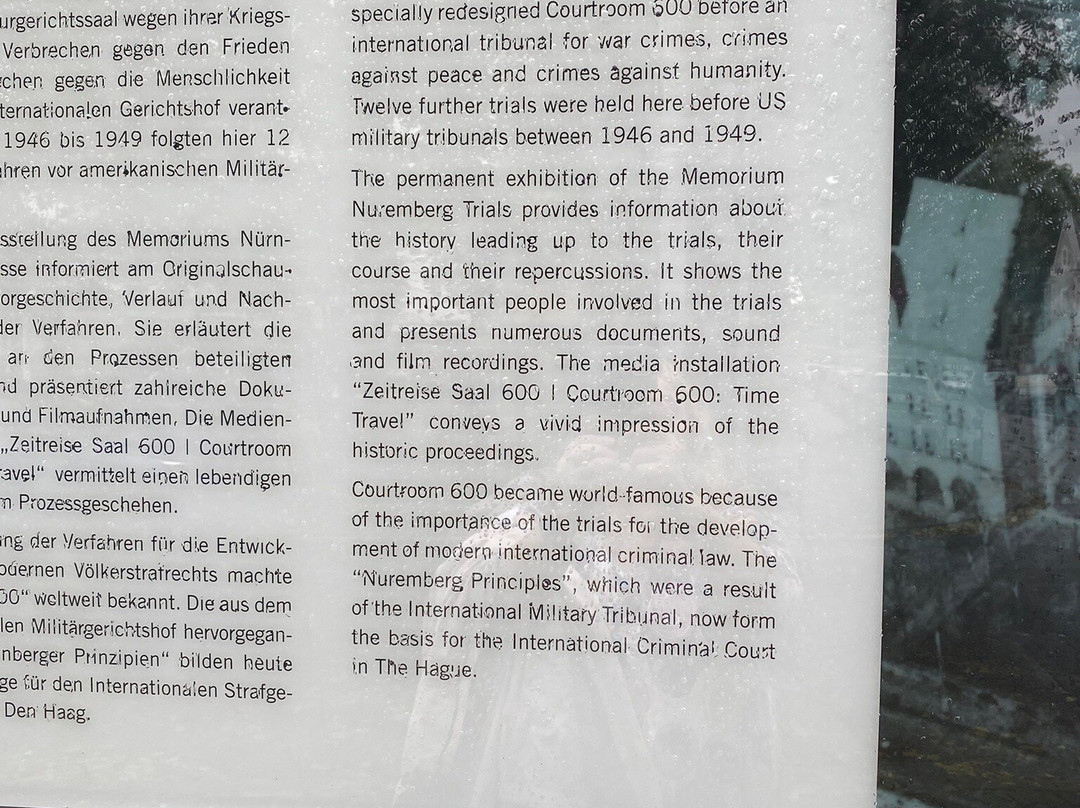 urgerichtssaal wegen ihrer Kriegs-
Verbrechen gegen den Frieden
chen gegen die Menschlichkeit
ternationalen Gerichtshof verant-
1946 bis 1949 folgten hier 12
ahren vor amerikanischen Militär-
sstellung des Memoriums Nürn-
sse informiert am Originalschau-
orgeschichte, Verlauf und Nach-
der Verfahren. Sie erläutert die
an den Prozessen beteiligten
nd präsentiert zahlreiche Doku-
und Filmaufnahmen. Die Medien-
„Zeitreise Saal 600 | Courtroom
ravel“ vermittelt einen lebendigen
m Prozessgeschehen.
ung der Verfahren für die Entwick-
odernen Völkerstrafrechts machte
00“ weltweit bekannt. Die aus dem
len Militärgerichtshof hervorgegan-
nberger Prinzipien“ bilden heute
ge für den Internationalen Strafge-
Den Haag.
specially redesigned Courtroom 600 before an
international tribunal for war crimes, crimes
against peace and crimes against humanity.
Twelve further trials were held here before US
military tribunals between 1946 and 1949.
The permanent exhibition of the Memorium
Nuremberg Trials provides information about
the history leading up to the trials, their
course and their repercussions. It shows the
most important people involved in the trials
and presents numerous documents, sound
and film recordings. The media installation
“Zeitreise Saal 600 | Courtroom 600: Time
Travel” conveys a vivid impression of the
historic proceedings.
Courtroom 600 became world-famous because
of the importance of the trials for the develop-
ment of modern international criminal law. The
“Nuremberg Principles”, which were a result
of the International Military Tribunal, now form
the basis for the International Criminal Court
in The Hague.